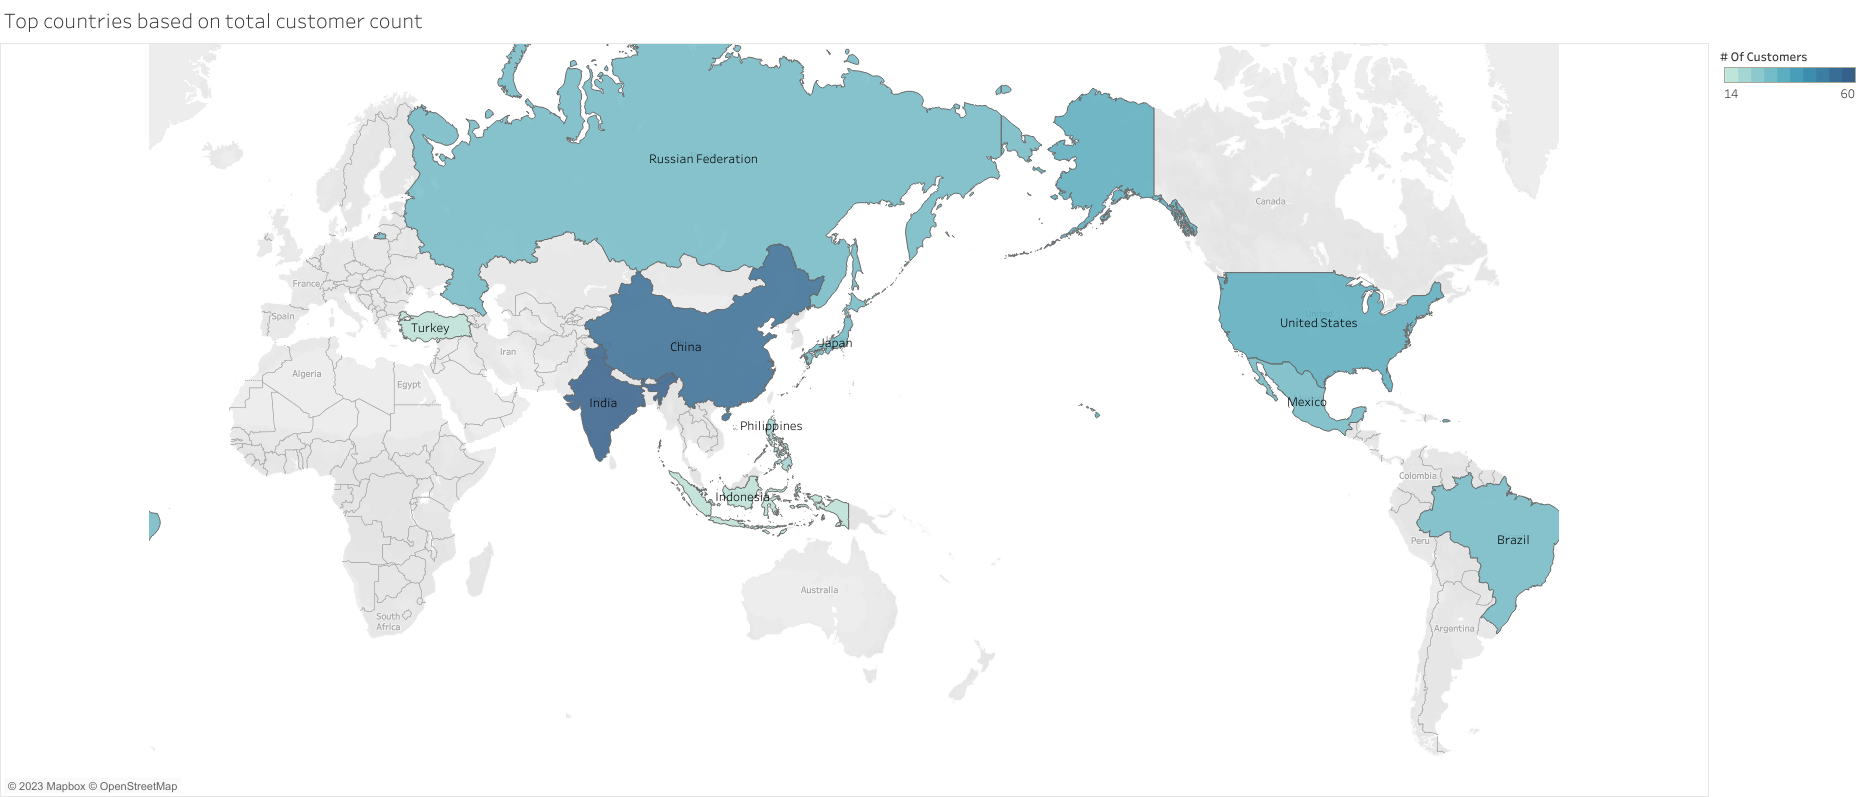 Top countries based on total customer count
# Of Customers
14 60
Russian Federation
Canada
France
Spain
Turkey
United
United States
China
Japan
Iran
Algeria
Egypt
India
Mexico
Philippines
Colombia
Indonesia
Brazil
Peru
Australia
South
Africa
Argentina
© 2023 Mapbox © OpenStreetMap